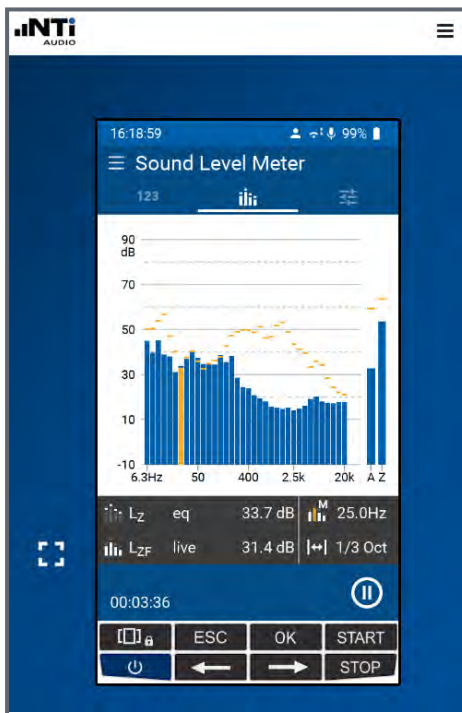 NTi
AUDIO
16:18:59 99%
Sound Level Meter
123
90
dB
70
50
30
10
-10
6.3Hz 50 400 2.5k 20k A Z
LZ eq 33.7 dB M 25.0Hz
LZF live 31.4 dB 1/3 Oct
00:03:36
ESC OK START
STOP